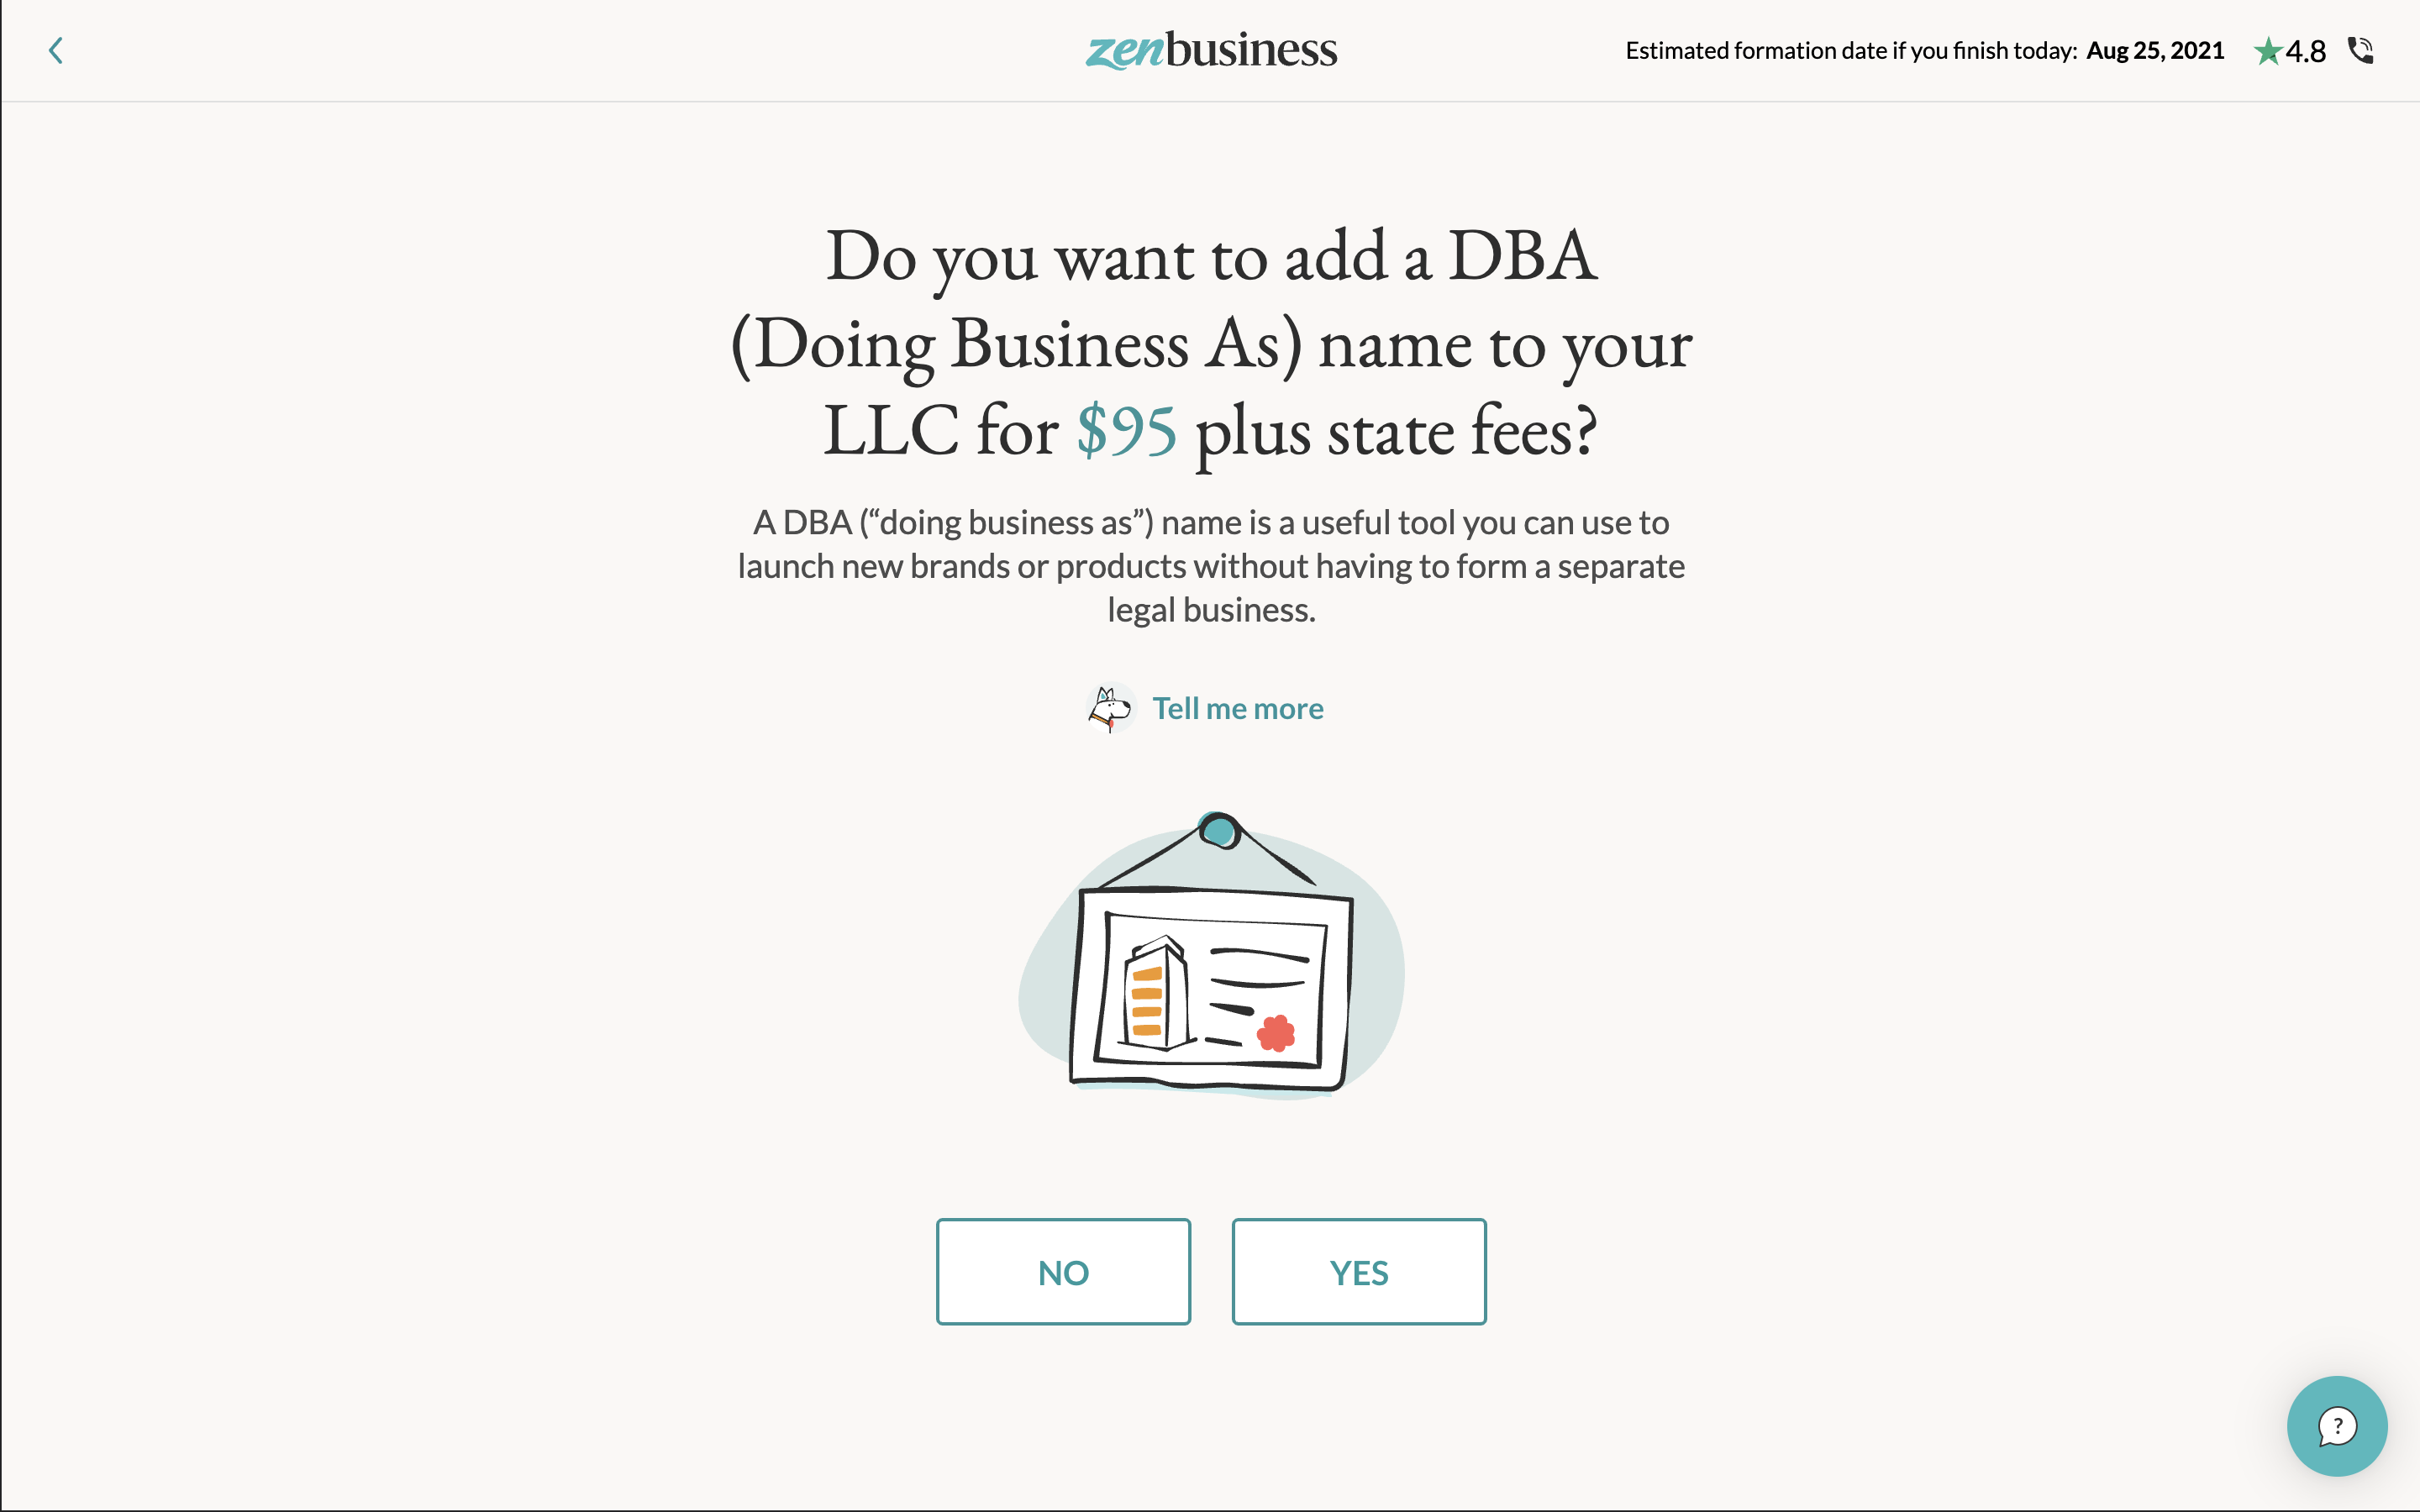 zenbusiness
Estimated formation date if you finish today: Aug 25, 2021
4.8
Do you want to add a DBA
(Doing Business As) name to your
LLC for $95 plus state fees?
A DBA (“doing business as”) name is a useful tool you can use to
launch new brands or products without having to form a separate
legal business.
Tell me more
NO
YES
?